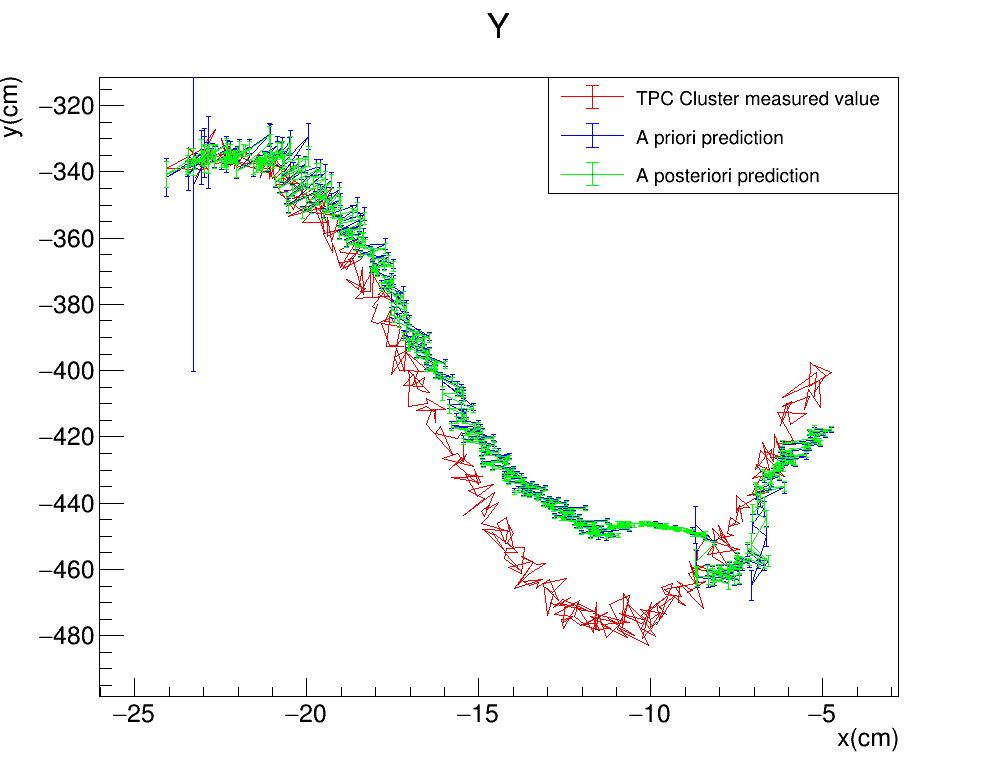 Y
y(cm)
TPC Cluster measured value
A priori prediction
A posteriori prediction
−320
−340
−360
−380
−400
−420
−440
−460
−480
−25 −20 −15 −10 −5
x(cm)